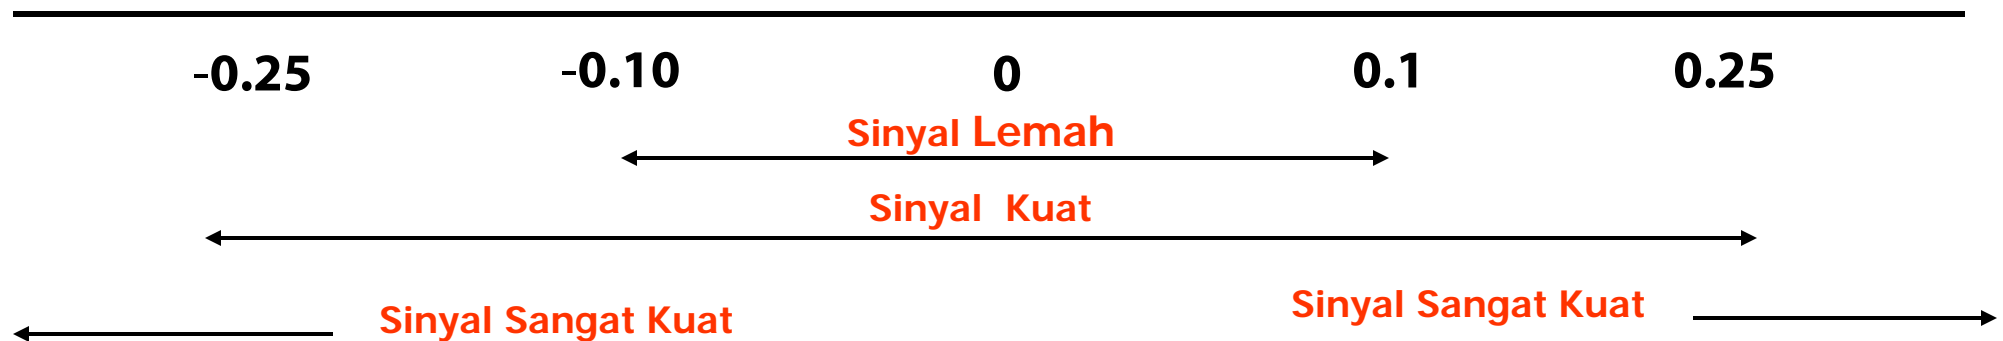 -0.25 -0.10 0 0.1 0.25
Sinyal Lemah
Sinyal Kuat
Sinyal Sangat Kuat
Sinyal Sangat Kuat